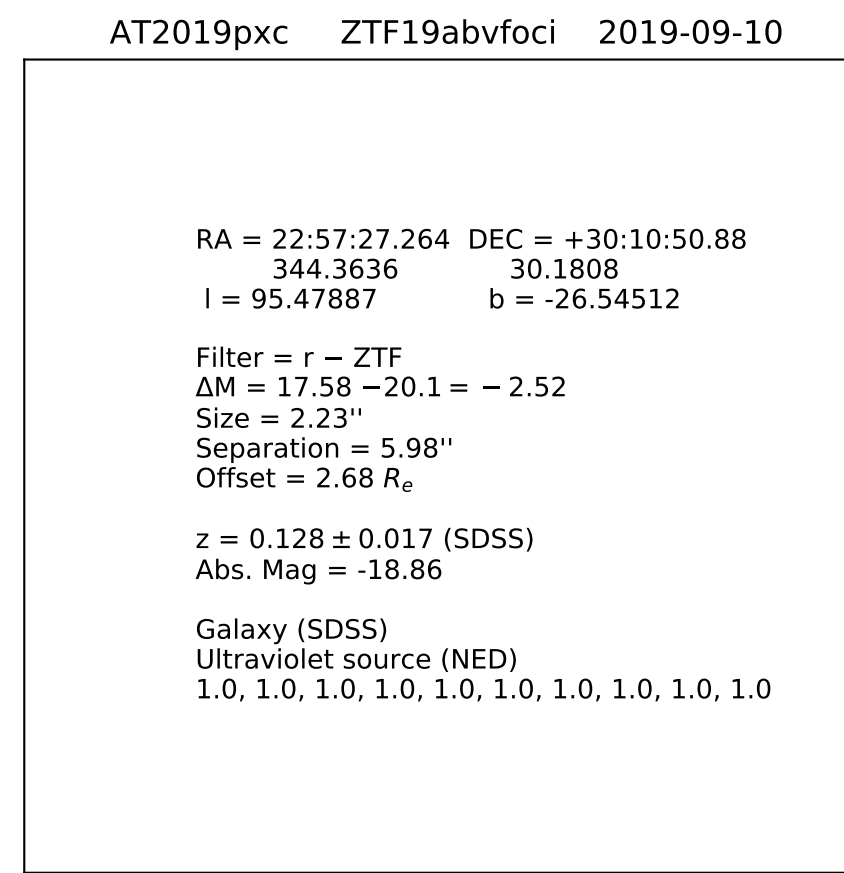 AT2019pxc ZTF19abvfoci 2019-09-10
RA = 22:57:27.264 DEC = +30:10:50.88
344.3636 30.1808
l = 95.47887 b = -26.54512
Filter = r − ZTF
ΔM = 17.58 −20.1 = − 2.52
Size = 2.23''
Separation = 5.98''
Offset = 2.68 Rₑ
z = 0.128 ± 0.017 (SDSS)
Abs. Mag = -18.86
Galaxy (SDSS)
Ultraviolet source (NED)
1.0, 1.0, 1.0, 1.0, 1.0, 1.0, 1.0, 1.0, 1.0, 1.0